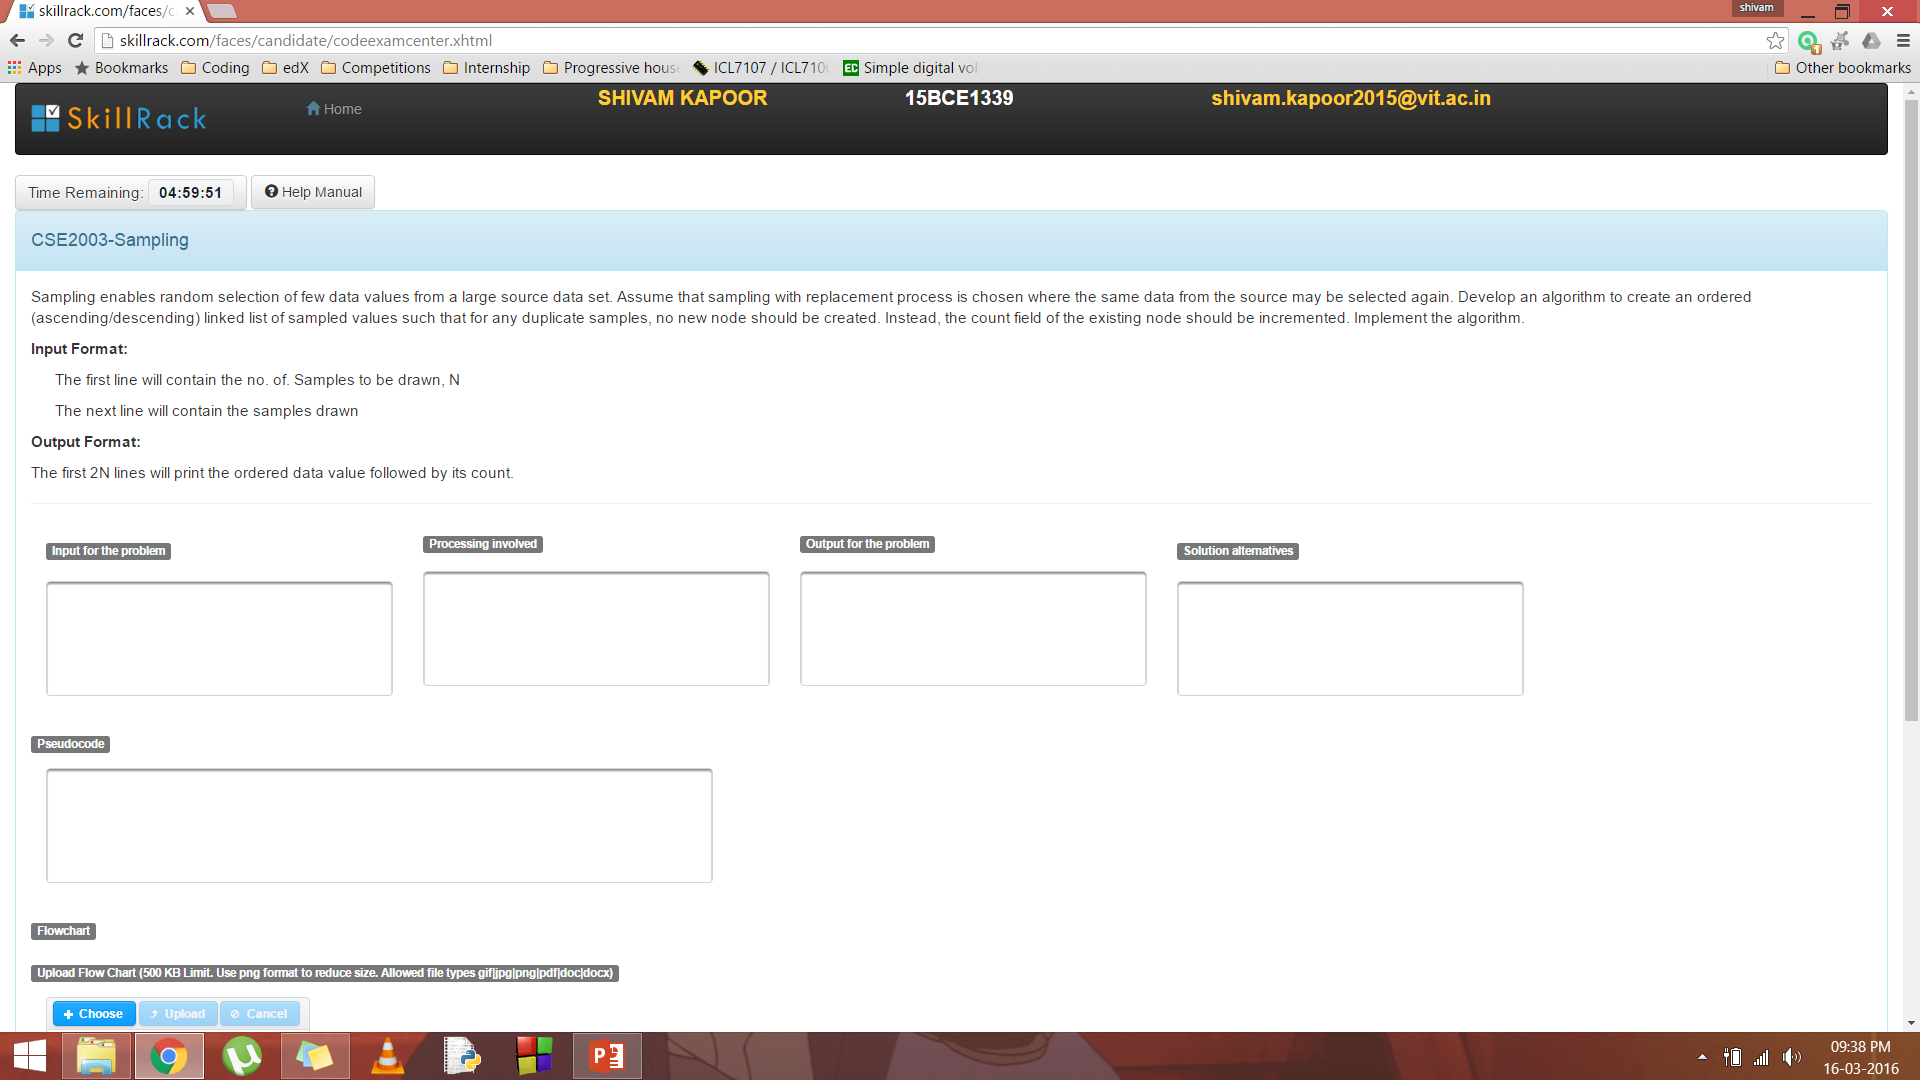 shivam
skillrack.com/faces/c
skillrack.com/faces/candidate/codeexamcenter.xhtml
Apps Bookmarks Coding edX Competitions Internship Progressive hous ICL7107 / ICL710 EC Simple digital vol Other bookmarks
SkillRack Home SHIVAM KAPOOR 15BCE1339 shivam.kapoor2015@vit.ac.in
Time Remaining: 04:59:51 Help Manual
CSE2003-Sampling
Sampling enables random selection of few data values from a large source data set. Assume that sampling with replacement process is chosen where the same data from the source may be selected again. Develop an algorithm to create an ordered
(ascending/descending) linked list of sampled values such that for any duplicate samples, no new node should be created. Instead, the count field of the existing node should be incremented. Implement the algorithm.
Input Format:
The first line will contain the no. of. Samples to be drawn, N
The next line will contain the samples drawn
Output Format:
The first 2N lines will print the ordered data value followed by its count.
Input for the problem Processing involved Output for the problem Solution alternatives
Pseudocode
Flowchart
Upload Flow Chart (500 KB Limit. Use png format to reduce size. Allowed file types gif|jpg|png|pdf|doc|docx)
Choose Upload Cancel
09:38 PM
16-03-2016